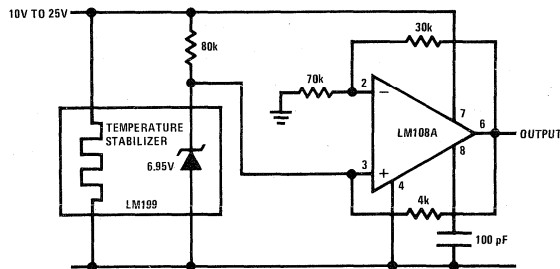 10V TO 25V
80k
30k
70k
2
7
TEMPERATURE
STABILIZER
6.95V
LM199
LM108A
6
OUTPUT
8
3
4
4k
100 pF